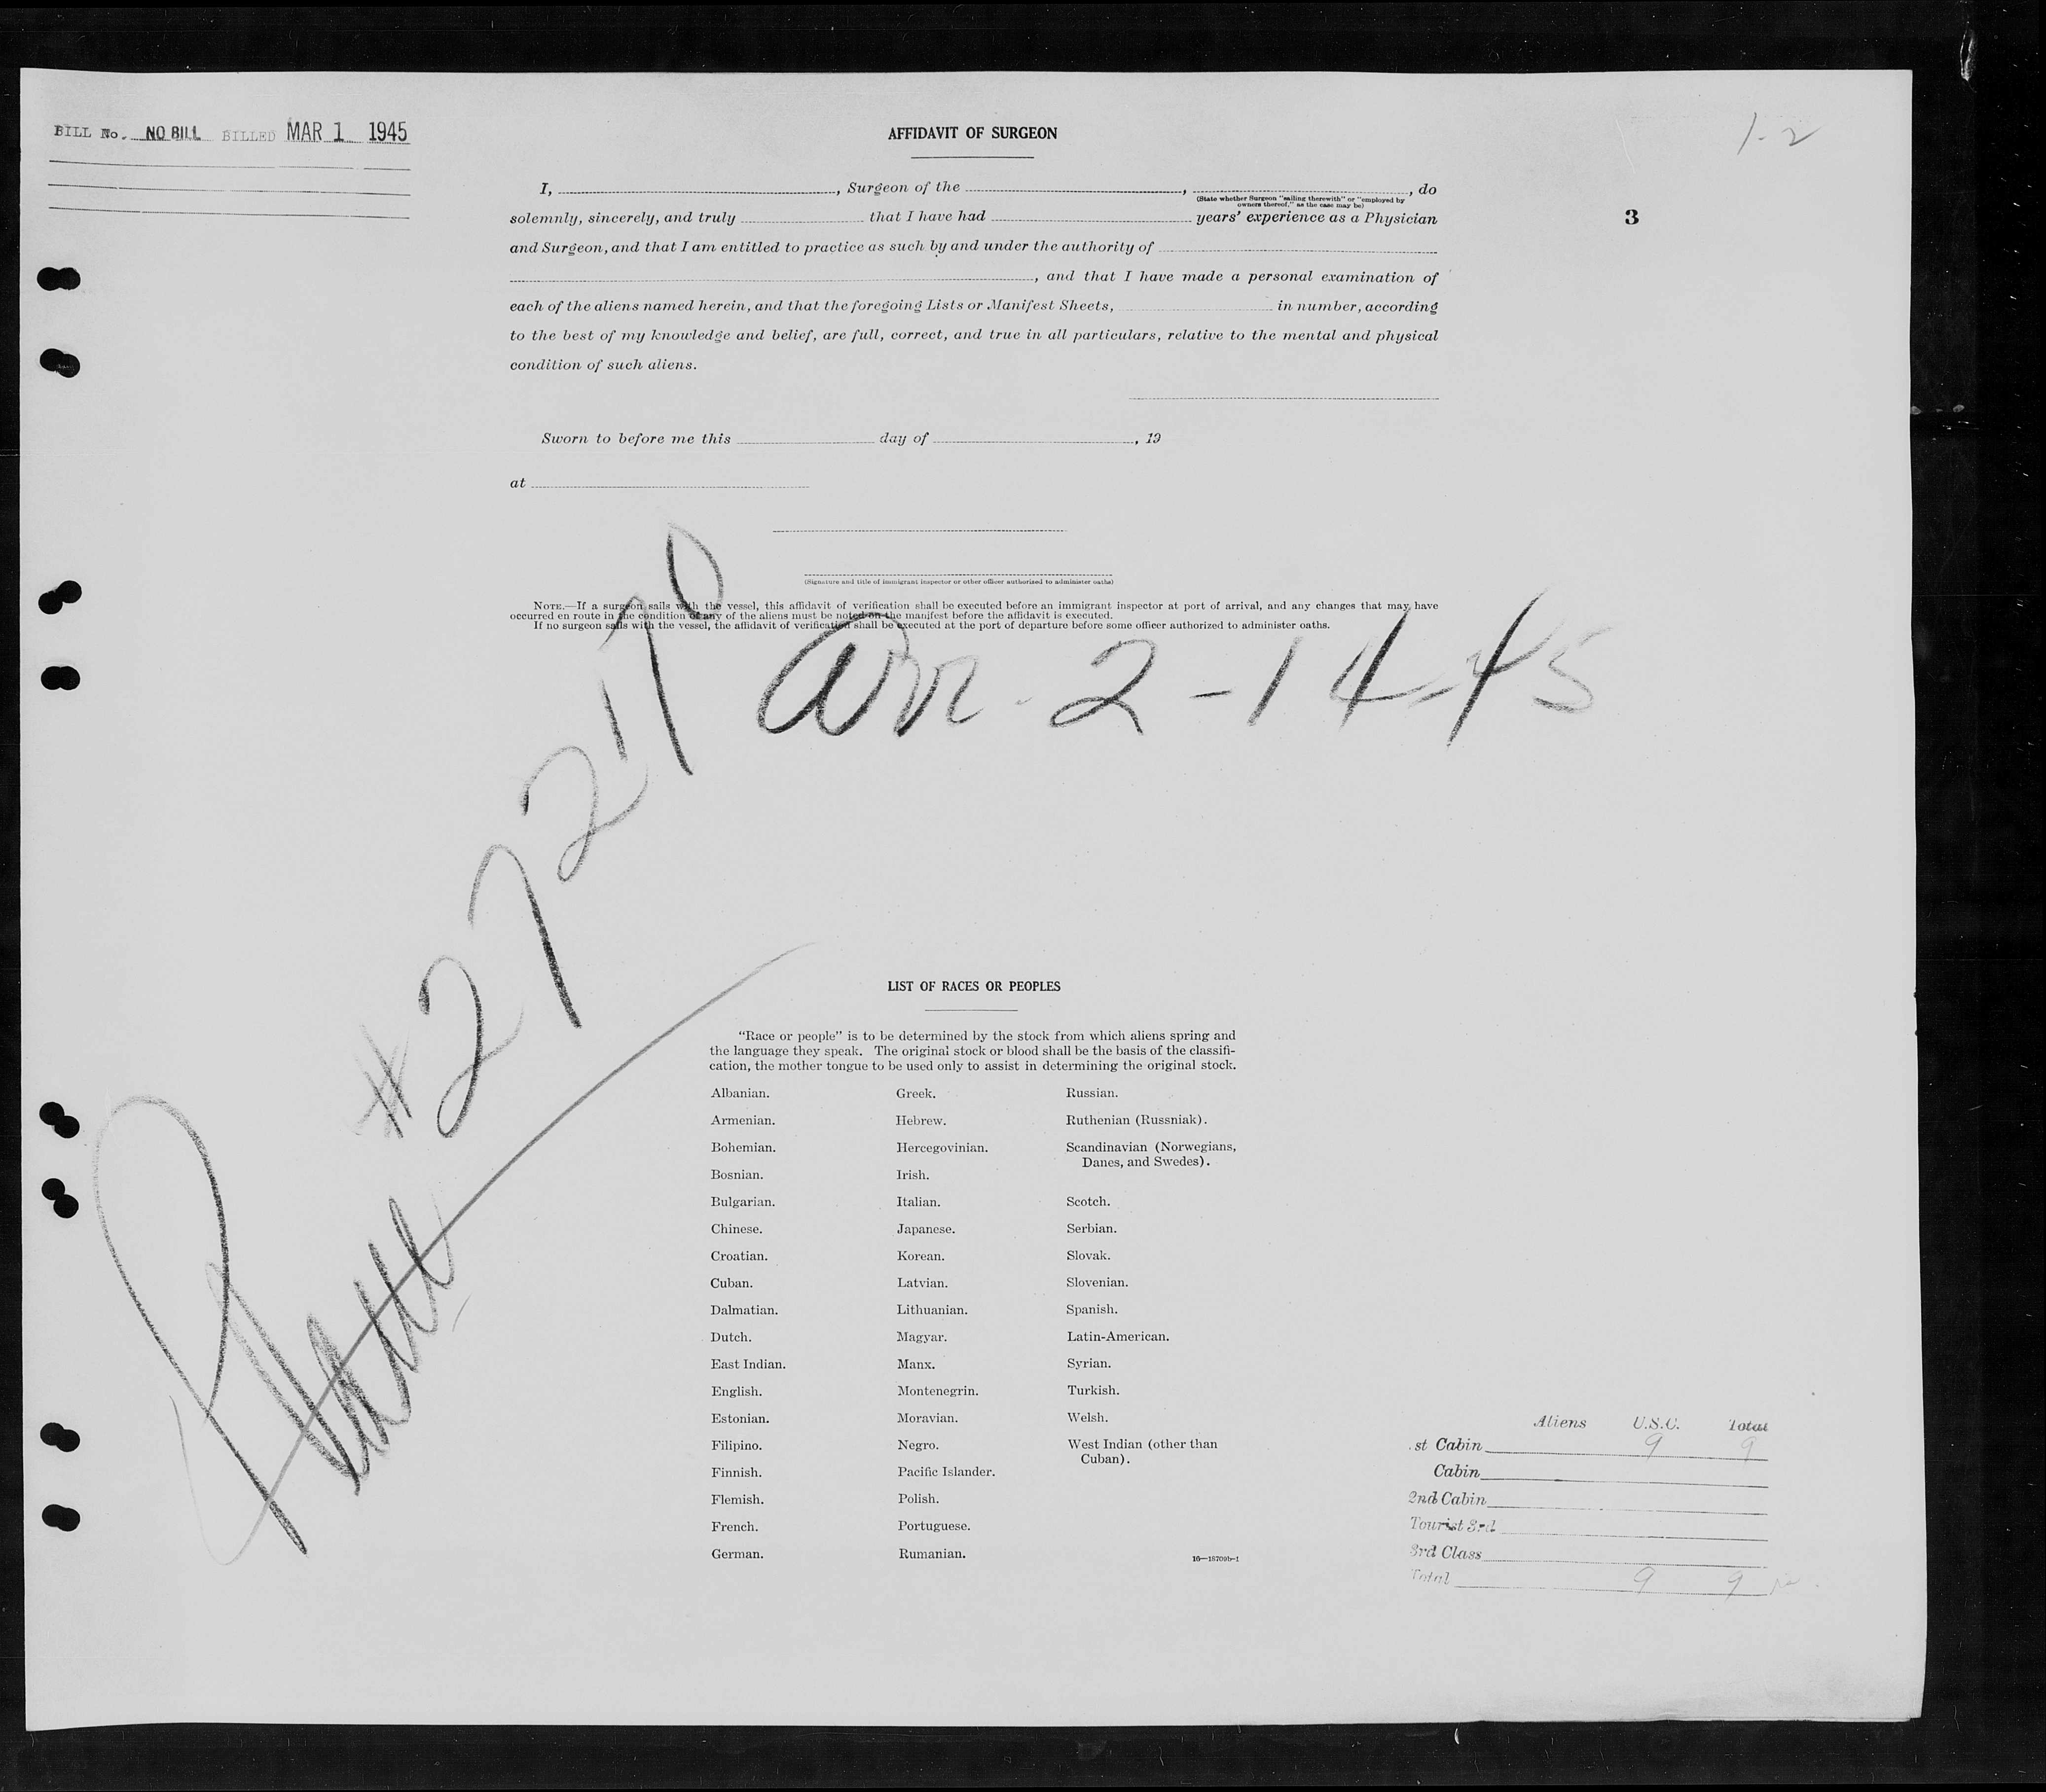 BILL No. NO BILL BILLED MAR 1 1945
1-2
3
AFFIDAVIT OF SURGEON
I, , Surgeon of the , , do
(State whether Surgeon "sailing therewith" or "employed by
owners thereof," as the case may be)
solemnly, sincerely, and truly that I have had years' experience as a Physician
and Surgeon, and that I am entitled to practice as such by and under the authority of
, and that I have made a personal examination of
each of the aliens named herein, and that the foregoing Lists or Manifest Sheets, in number, according
to the best of my knowledge and belief, are full, correct, and true in all particulars, relative to the mental and physical
condition of such aliens.
Sworn to before me this day of , 19
at
(Signature and title of immigrant inspector or other officer authorized to administer oaths)
NOTE.—If a surgeon sails with the vessel, this affidavit of verification shall be executed before an immigrant inspector at port of arrival, and any changes that may have
occurred en route in the condition of any of the aliens must be noted on the manifest before the affidavit is executed.
If no surgeon sails with the vessel, the affidavit of verification shall be executed at the port of departure before some officer authorized to administer oaths.
Arr. 2-14-45
#27270
LIST OF RACES OR PEOPLES
"Race or people" is to be determined by the stock from which aliens spring and
the language they speak. The original stock or blood shall be the basis of the classifi-
cation, the mother tongue to be used only to assist in determining the original stock.
Albanian. Greek. Russian.
Armenian. Hebrew. Ruthenian (Russniak).
Bohemian. Hercegovinian. Scandinavian (Norwegians,
Danes, and Swedes).
Bosnian. Irish.
Bulgarian. Italian. Scotch.
Chinese. Japanese. Serbian.
Croatian. Korean. Slovak.
Cuban. Latvian. Slovenian.
Dalmatian. Lithuanian. Spanish.
Dutch. Magyar. Latin-American.
East Indian. Manx. Syrian.
English. Montenegrin. Turkish.
Estonian. Moravian. Welsh.
Filipino. Negro. West Indian (other than
Cuban).
Finnish. Pacific Islander.
Flemish. Polish.
French. Portuguese.
German. Rumanian.
16—18709b-1
Aliens U.S.C. Total
st Cabin 9 9
Cabin
2nd Cabin
Tourist 3rd
3rd Class
Total 9 9